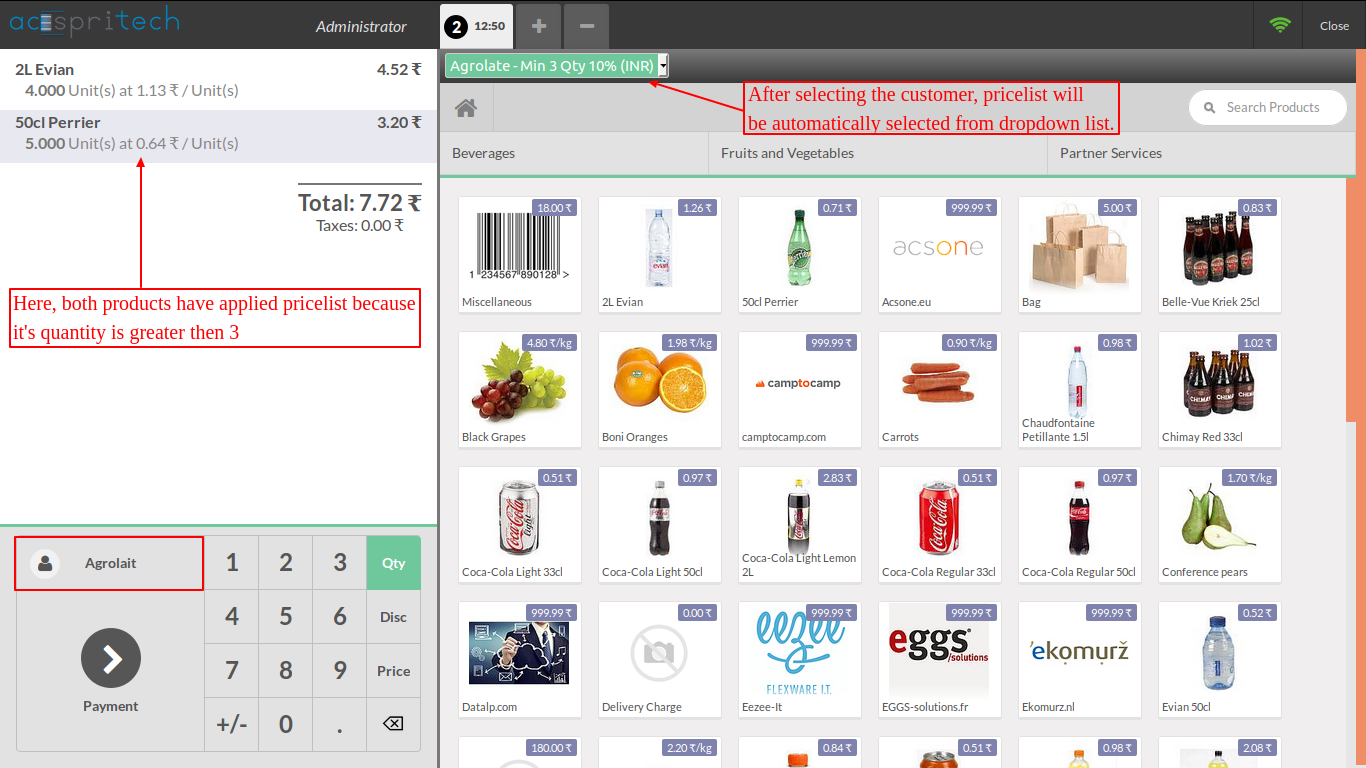 acespritech
Administrator
2 12:50
+
−
Close
2L Evian 4.52 ₹
4.000 Unit(s) at 1.13 ₹ / Unit(s)
50cl Perrier 3.20 ₹
5.000 Unit(s) at 0.64 ₹ / Unit(s)
Total: 7.72 ₹
Taxes: 0.00 ₹
Here, both products have applied pricelist because
it's quantity is greater then 3
Agrolait
Payment
1 2 3 Qty
4 5 6 Disc
7 8 9 Price
+/- 0 .
Agrolate - Min 3 Qty 10% (INR)
After selecting the customer, pricelist will
be automatically selected from dropdown list.
Search Products
Beverages
Fruits and Vegetables
Partner Services
18.00 ₹
1 234567 890128 >
Miscellaneous
1.26 ₹
evian
2L Evian
0.71 ₹
perrier
50cl Perrier
999.99 ₹
acsone
Acsone.eu
5.00 ₹
Bag
0.83 ₹
Belle-Vue Kriek 25cl
4.80 ₹/kg
Black Grapes
1.98 ₹/kg
Boni Oranges
999.99 ₹
camptocamp
camptocamp.com
0.90 ₹/kg
Carrots
0.98 ₹
Chaudfontaine
Petillante 1.5l
1.02 ₹
CHIMAY
Chimay Red 33cl
0.51 ₹
Coca-Cola
light
Coca-Cola Light 33cl
0.97 ₹
Coca-Cola Light 50cl
2.83 ₹
Coca-Cola Light Lemon
2L
0.51 ₹
Coca-Cola
Coca-Cola Regular 33cl
0.97 ₹
Coca-Cola
Coca-Cola Regular 50cl
1.70 ₹/kg
Conference pears
999.99 ₹
Datalp.com
0.00 ₹
Delivery Charge
999.99 ₹
eezee
FLEXWARE I.T.
Eezee-It
999.99 ₹
eggs®
/solutions
EGGS-solutions.fr
999.99 ₹
'ekomurž
Ekomurz.nl
0.52 ₹
Evian 50cl
180.00 ₹
2.20 ₹/kg
0.84 ₹
0.51 ₹
0.98 ₹
2.08 ₹